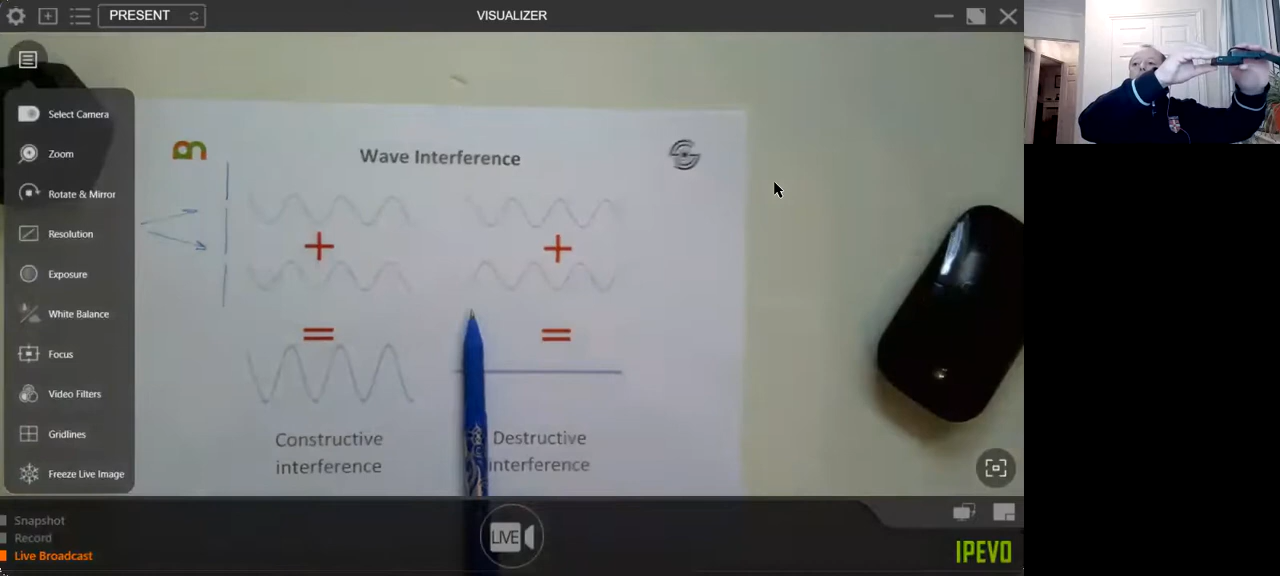 PRESENT
VISUALIZER
Select Camera
Zoom
Rotate & Mirror
Resolution
Exposure
White Balance
Focus
Video Filters
Gridlines
Freeze Live Image
Wave Interference
+
+
=
=
Constructive
interference
Destructive
interference
Snapshot
Record
Live Broadcast
LIVE
IPEVO